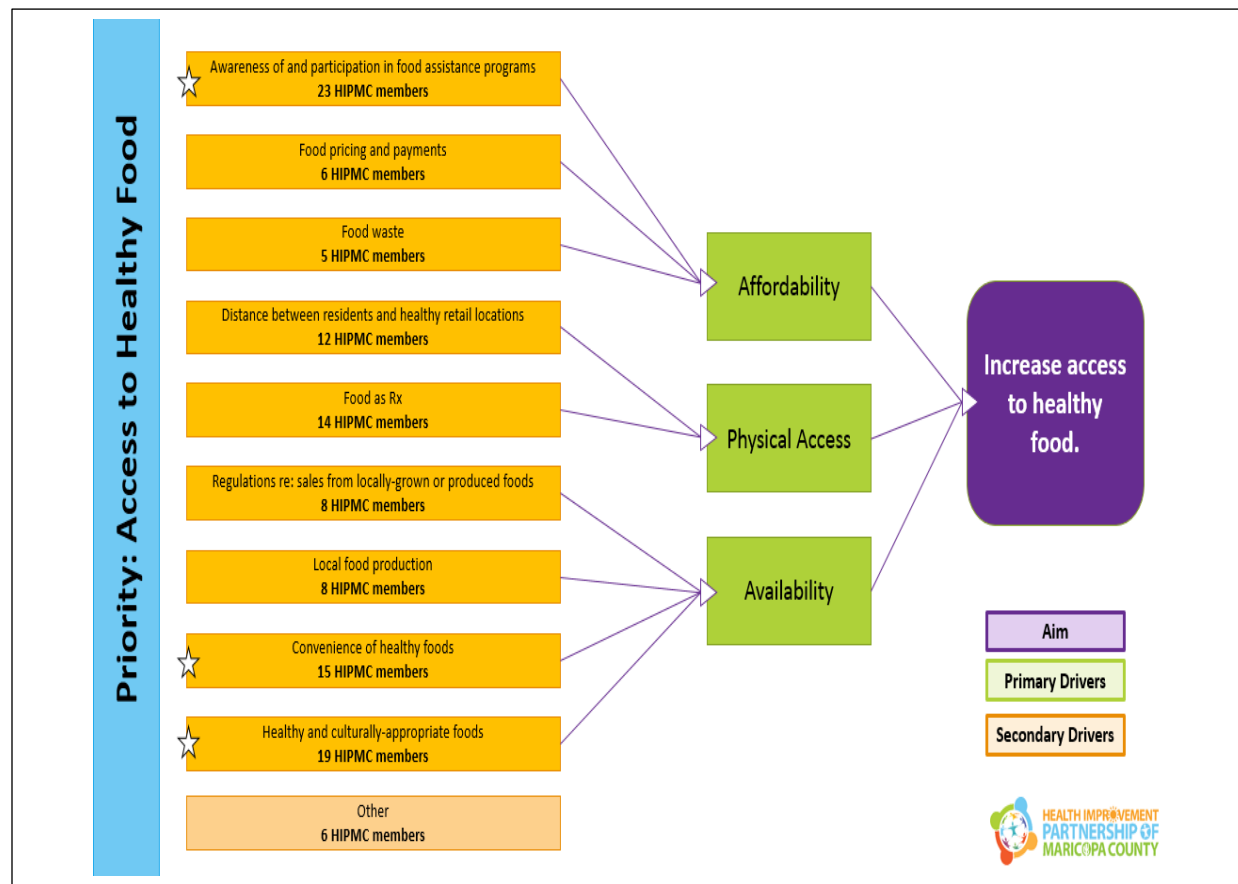 Priority: Access to Healthy Food
Awareness of and participation in food assistance programs
23 HIPMC members
Food pricing and payments
6 HIPMC members
Food waste
5 HIPMC members
Distance between residents and healthy retail locations
12 HIPMC members
Food as Rx
14 HIPMC members
Regulations re: sales from locally-grown or produced foods
8 HIPMC members
Local food production
8 HIPMC members
Convenience of healthy foods
15 HIPMC members
Healthy and culturally-appropriate foods
19 HIPMC members
Other
6 HIPMC members
Affordability
Physical Access
Availability
Increase access
to healthy
food.
Aim
Primary Drivers
Secondary Drivers
HEALTH IMPROVEMENT
PARTNERSHIP OF
MARICOPA COUNTY